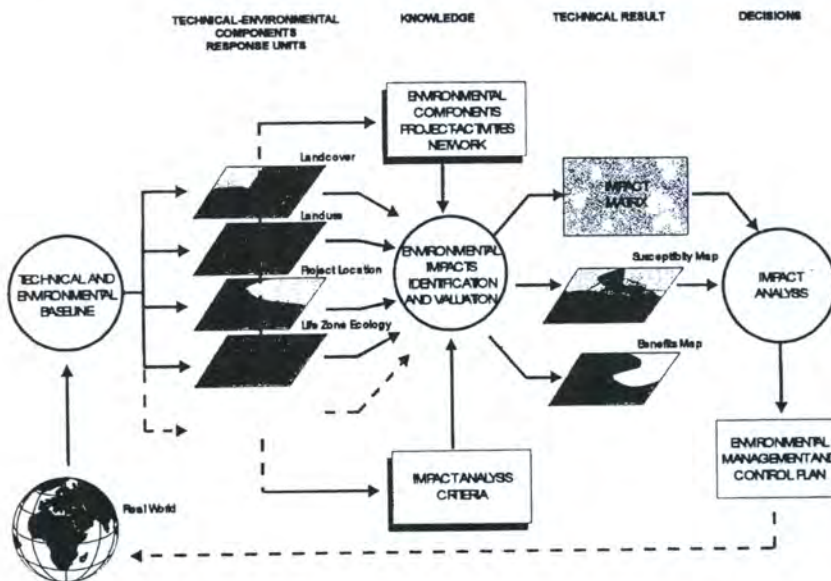 TECHNICAL-ENVIRONMENTAL
COMPONENTS
RESPONSE UNITS
KNOWLEDGE
TECHNICAL RESULT
DECISIONS
ENVIRONMENTAL
COMPONENTS
PROJECT-ACTIVITIES
NETWORK
Landcover
Landuse
Project Location
Life Zone Ecology
TECHNICAL AND
ENVIRONMENTAL
BASELINE
ENVIRONMENTAL
IMPACTS
IDENTIFICATION
AND VALUATION
IMPACT
MATRIX
Susceptibity Map
Benefits Map
IMPACT
ANALYSIS
IMPACT ANALYSIS
CRITERIA
ENVIRONMENTAL
MANAGEMENT AND
CONTROL PLAN
Real World